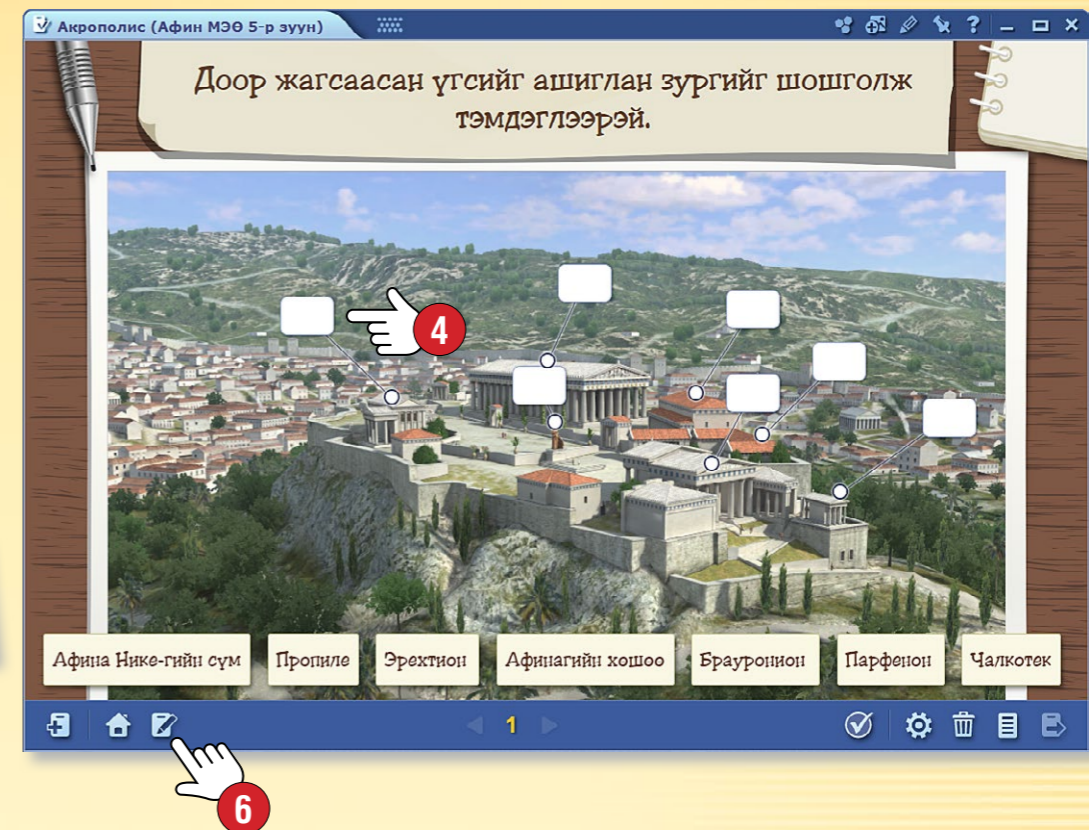 Акрополис (Афин МЭӨ 5-р зуун)
?
Доор жагсаасан үгсийг ашиглан зургийг шошголж
тэмдэглээрэй.
4
Афина Нике-гийн сүм
Пропиле
Эрехтион
Афинагийн хошоо
Брауронион
Парфенон
Чалкотек
1
6